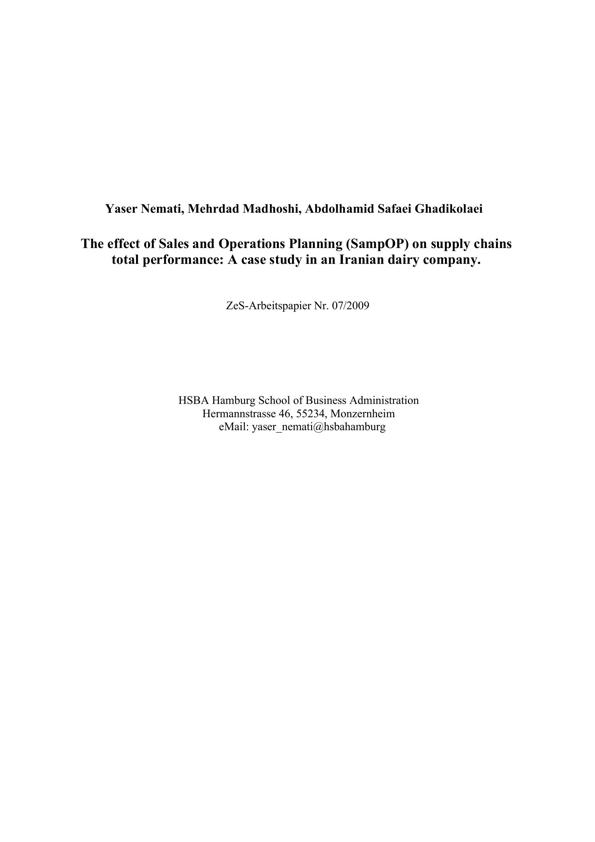 Yaser Nemati, Mehrdad Madhoshi, Abdolhamid Safaei Ghadikolaei
The effect of Sales and Operations Planning (SampOP) on supply chains
total performance: A case study in an Iranian dairy company.
ZeS-Arbeitspapier Nr. 07/2009
HSBA Hamburg School of Business Administration
Hermannstrasse 46, 55234, Monzernheim
eMail: yaser_nemati@hsbahamburg